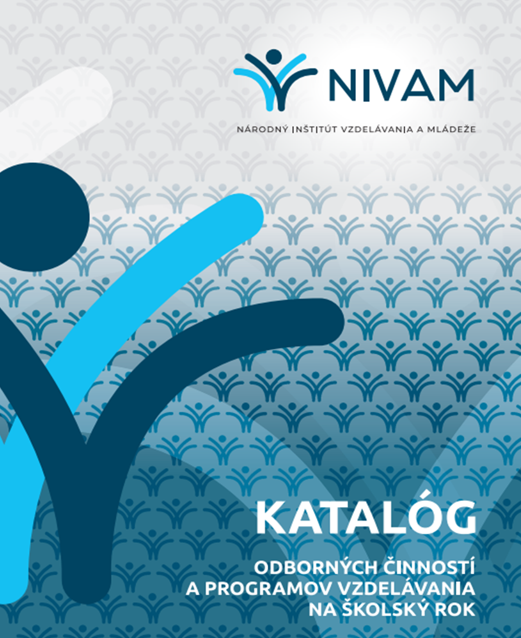 NIVAM
NÁRODNÝ INŠTITÚT VZDELÁVANIA A MLÁDEŽE
KATALÓG
ODBORNÝCH ČINNOSTÍ
A PROGRAMOV VZDELÁVANIA
NA ŠKOLSKÝ ROK